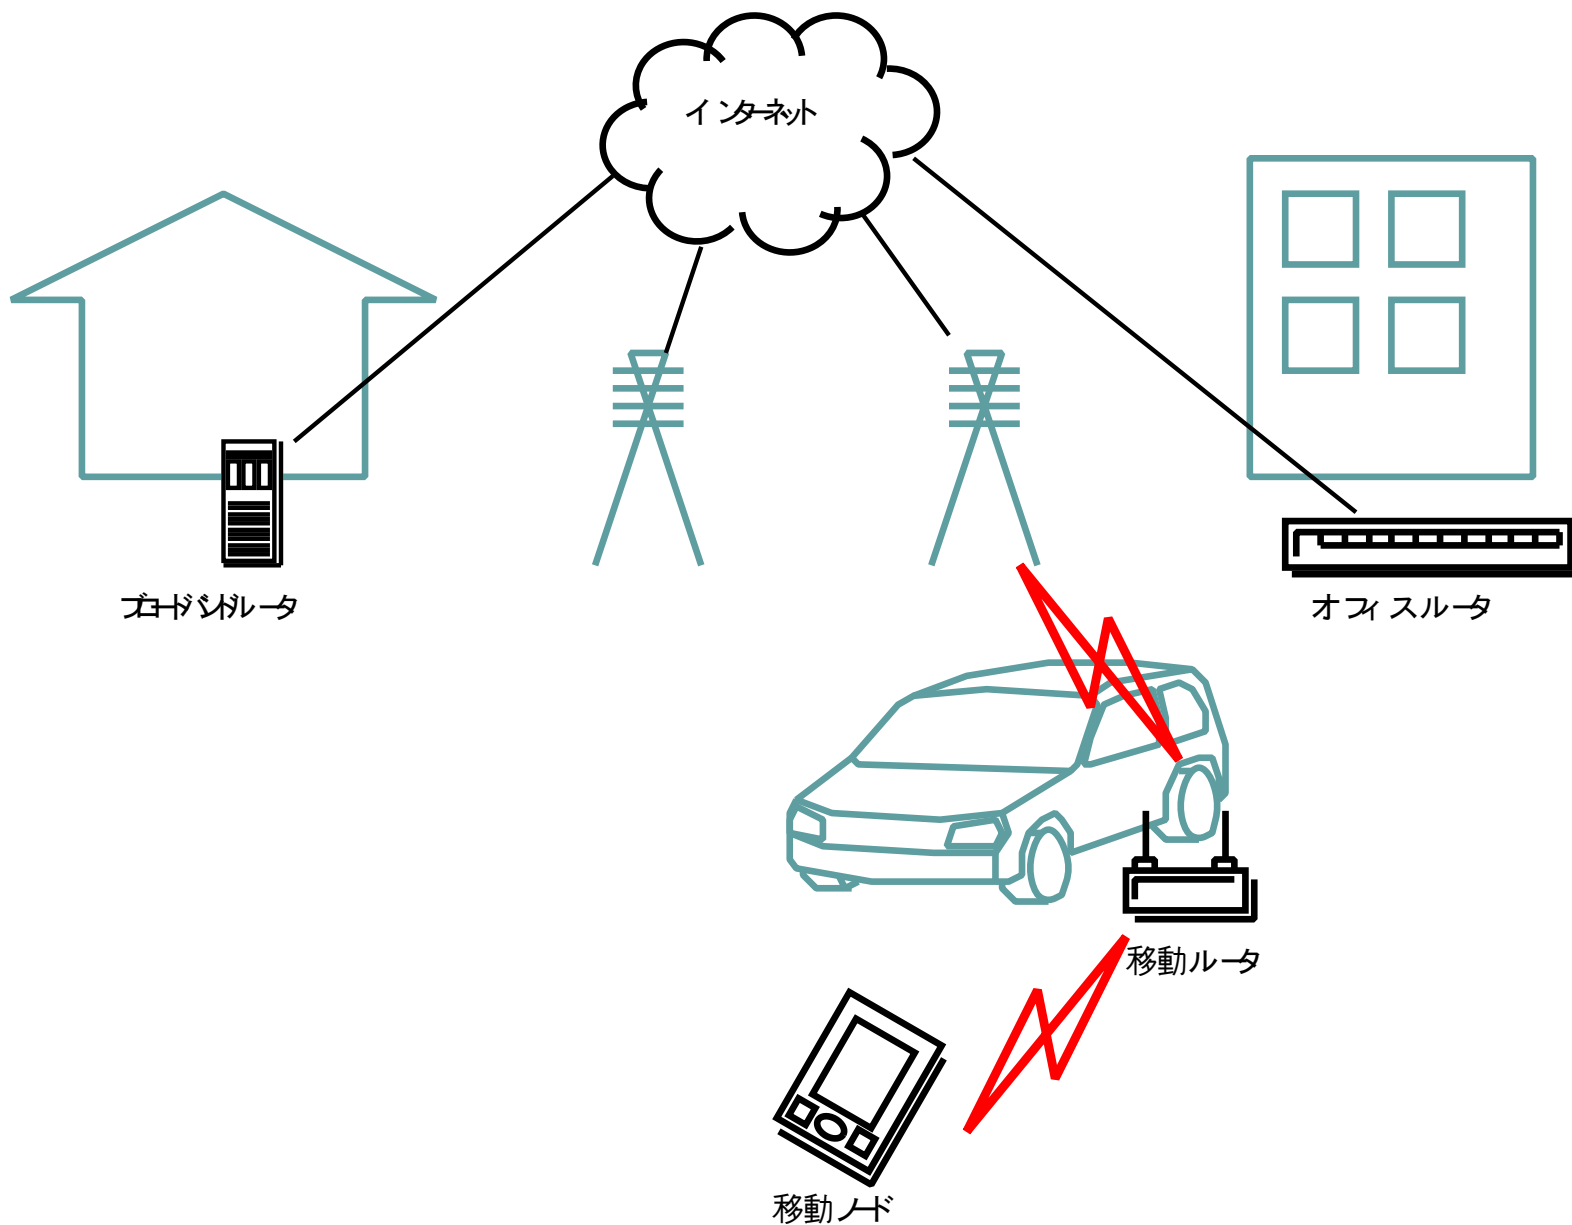 インターネット
ブロードバンドルータ
オフィスルータ
移動ルータ
移動ノード